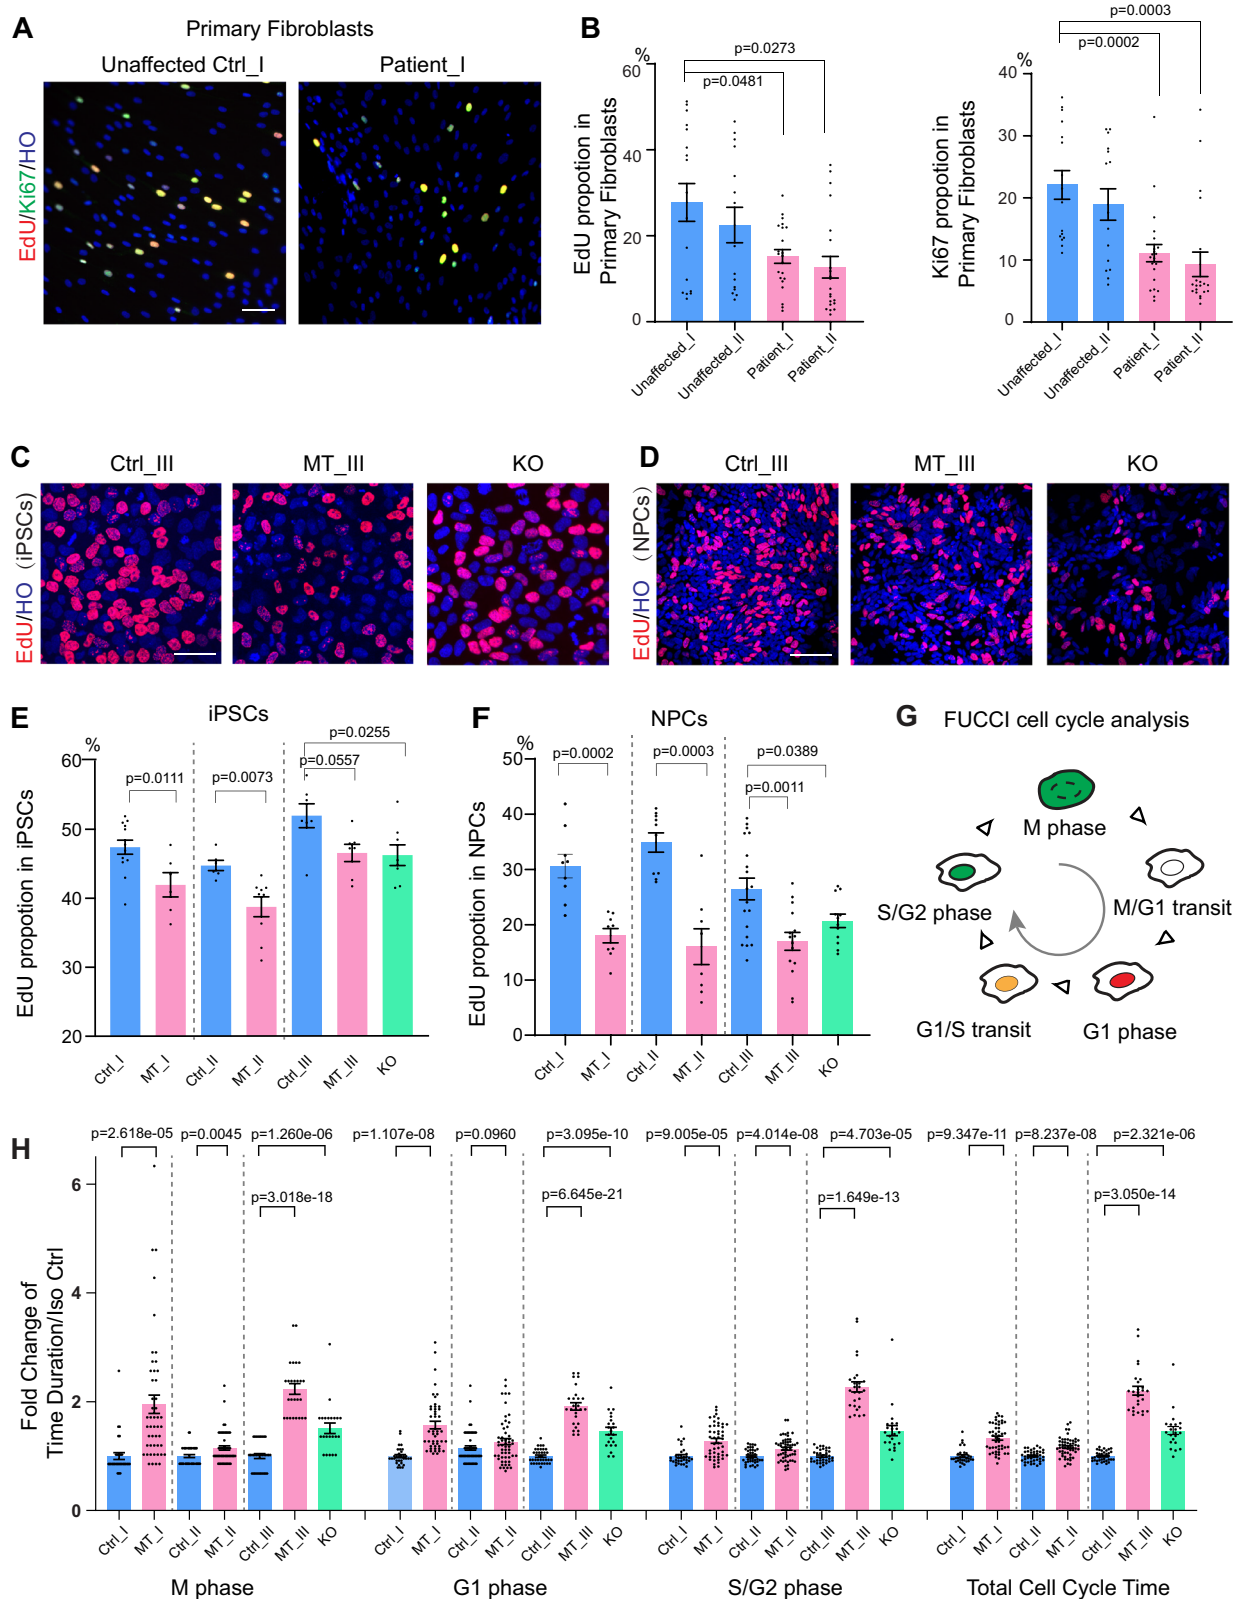 A
Primary Fibroblasts
Unaffected Ctrl_I
Patient_I
EdU/Ki67/HO
B
%
EdU propotion in
Primary Fibroblasts
60
40
20
0
p=0.0273
p=0.0481
Unaffected_I
Unaffected_II
Patient_I
Patient_II
%
Ki67 propotion in
Primary Fibroblasts
40
30
20
10
0
p=0.0003
p=0.0002
Unaffected_I
Unaffected_II
Patient_I
Patient_II
C
Ctrl_III
MT_III
KO
EdU/HO (iPSCs)
D
Ctrl_III
MT_III
KO
EdU/HO (NPCs)
E
iPSCs
%
EdU propotion in iPSCs
60
50
40
30
20
p=0.0111
p=0.0073
p=0.0255
p=0.0557
Ctrl_I
MT_I
Ctrl_II
MT_II
Ctrl_III
MT_III
KO
F
NPCs
%
EdU propotion in NPCs
50
40
30
20
10
0
p=0.0002
p=0.0003
p=0.0389
p=0.0011
Ctrl_I
MT_I
Ctrl_II
MT_II
Ctrl_III
MT_III
KO
G
FUCCI cell cycle analysis
M phase
S/G2 phase
M/G1 transit
G1/S transit
G1 phase
H
Fold Change of
Time Duration/Iso Ctrl
6
4
2
0
p=2.618e-05
p=0.0045
p=1.260e-06
p=3.018e-18
p=1.107e-08
p=0.0960
p=3.095e-10
p=6.645e-21
p=9.005e-05
p=4.014e-08
p=4.703e-05
p=1.649e-13
p=9.347e-11
p=8.237e-08
p=2.321e-06
p=3.050e-14
Ctrl_I
MT_I
Ctrl_II
MT_II
Ctrl_III
MT_III
KO
Ctrl_I
MT_I
Ctrl_II
MT_II
Ctrl_III
MT_III
KO
Ctrl_I
MT_I
Ctrl_II
MT_II
Ctrl_III
MT_III
KO
Ctrl_I
MT_I
Ctrl_II
MT_II
Ctrl_III
MT_III
KO
M phase
G1 phase
S/G2 phase
Total Cell Cycle Time